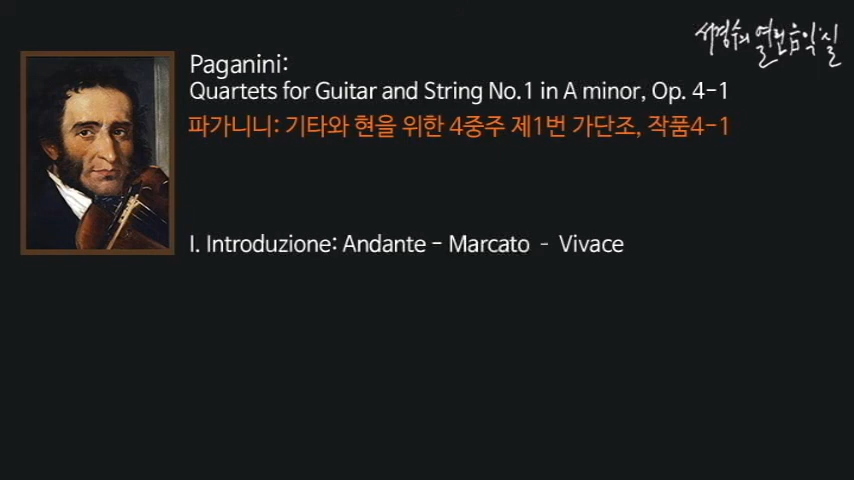 서경수의 열린음악실
Paganini:
Quartets for Guitar and String No.1 in A minor, Op. 4-1
파가니니: 기타와 현을 위한 4중주 제1번 가단조, 작품4-1
I. Introduzione: Andante - Marcato - Vivace